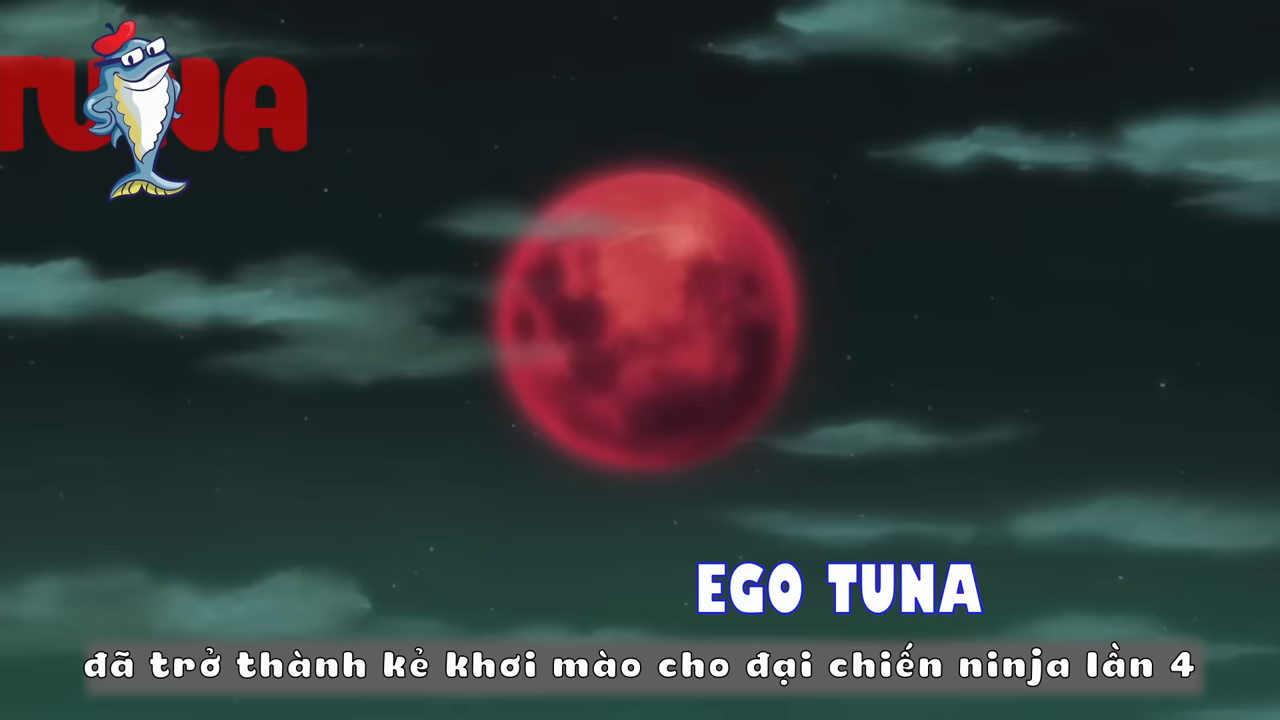 TUNA
EGO TUNA
đã trở thành kẻ khơi mào cho đại chiến ninja lần 4